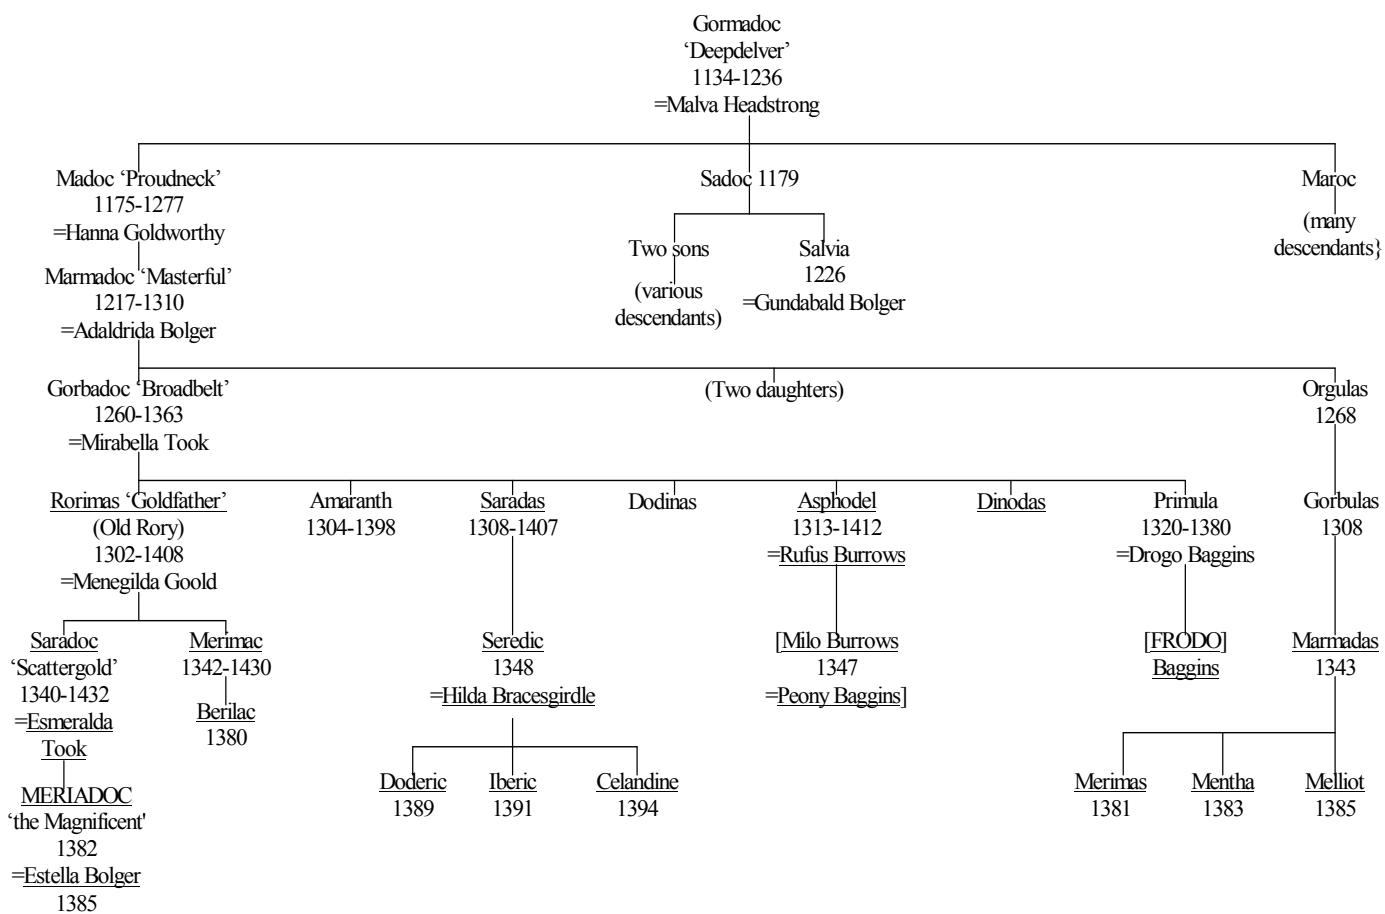 Gormadoc
‘Deepdelver’
1134-1236
=Malva Headstrong
Madoc ‘Proudneck’
1175-1277
=Hanna Goldworthy
Sadoc 1179
Maroc
(many
descendants}
Two sons
(various
descendants)
Salvia
1226
=Gundabald Bolger
Marmadoc ‘Masterful’
1217-1310
=Adaldrida Bolger
Gorbadoc ‘Broadbelt’
1260-1363
=Mirabella Took
(Two daughters)
Orgulas
1268
Rorimas ‘Goldfather’
(Old Rory)
1302-1408
=Menegilda Goold
Amaranth
1304-1398
Saradas
1308-1407
Dodinas
Asphodel
1313-1412
=Rufus Burrows
Dinodas
Primula
1320-1380
=Drogo Baggins
Gorbulas
1308
Saradoc
‘Scattergold’
1340-1432
=Esmeralda
Took
Merimac
1342-1430
Berilac
1380
Seredic
1348
=Hilda Bracesgirdle
[Milo Burrows
1347
=Peony Baggins]
[FRODO]
Baggins
Marmadas
1343
MERIADOC
‘the Magnificent'
1382
=Estella Bolger
1385
Doderic
1389
Iberic
1391
Celandine
1394
Merimas
1381
Mentha
1383
Melliot
1385